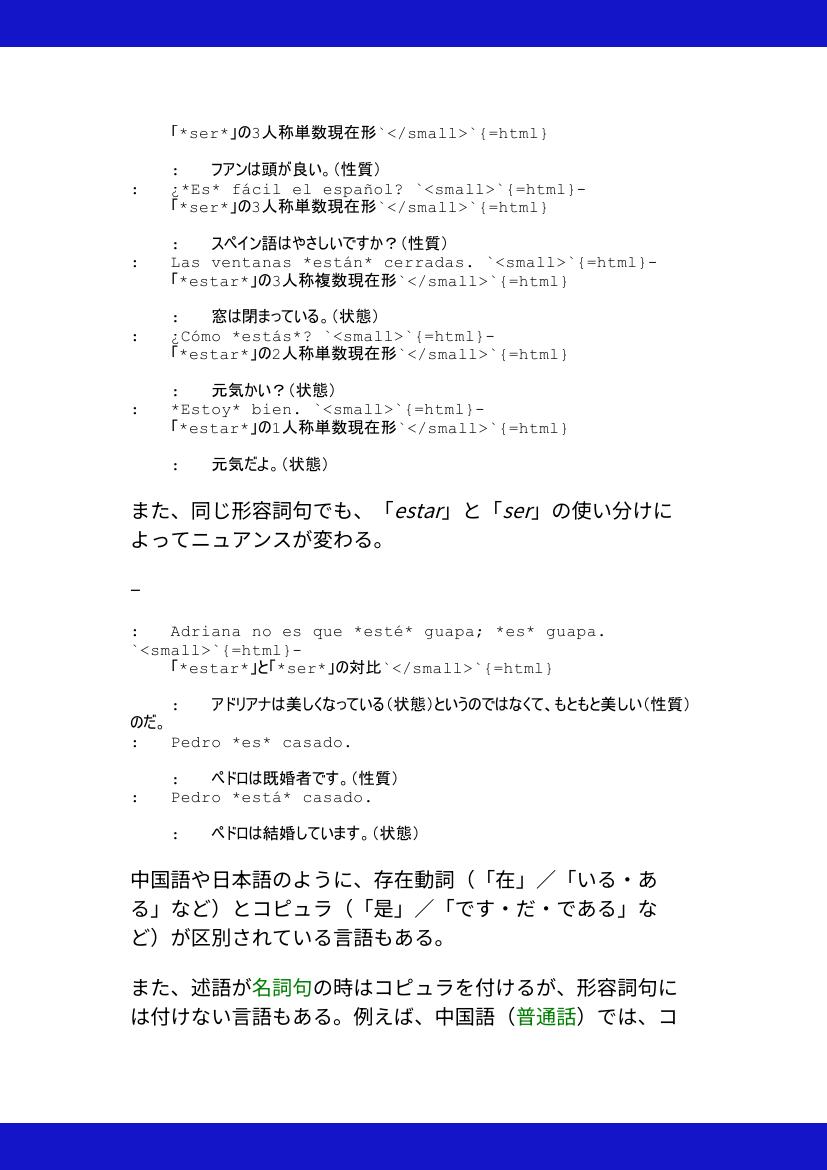 「*ser*」の3人称単数現在形`</small>`{=html}
:   フアンは頭が良い。（性質）
:   ¿*Es* fácil el español? `<small>`{=html}-
「*ser*」の3人称単数現在形`</small>`{=html}
:   スペイン語はやさしいですか？（性質）
:   Las ventanas *están* cerradas. `<small>`{=html}-
「*estar*」の3人称複数現在形`</small>`{=html}
:   窓は閉まっている。（状態）
:   ¿Cómo *estás*? `<small>`{=html}-
「*estar*」の2人称単数現在形`</small>`{=html}
:   元気かい？（状態）
:   *Estoy* bien. `<small>`{=html}-
「*estar*」の1人称単数現在形`</small>`{=html}
:   元気だよ。（状態）
また、同じ形容詞句でも、「estar」と「ser」の使い分けに
よってニュアンスが変わる。
–
:   Adriana no es que *esté* guapa; *es* guapa.
`<small>`{=html}-
「*estar*」と「*ser*」の対比`</small>`{=html}
:   アドリアナは美しくなっている（状態）というのではなくて、もともと美しい（性質）
のだ。
:   Pedro *es* casado.
:   ペドロは既婚者です。（性質）
:   Pedro *está* casado.
:   ペドロは結婚しています。（状態）
中国語や日本語のように、存在動詞（「在」／「いる・あ
る」など）とコピュラ（「是」／「です・だ・である」な
ど）が区別されている言語もある。
また、述語が名詞句の時はコピュラを付けるが、形容詞句に
は付けない言語もある。例えば、中国語（普通話）では、コ